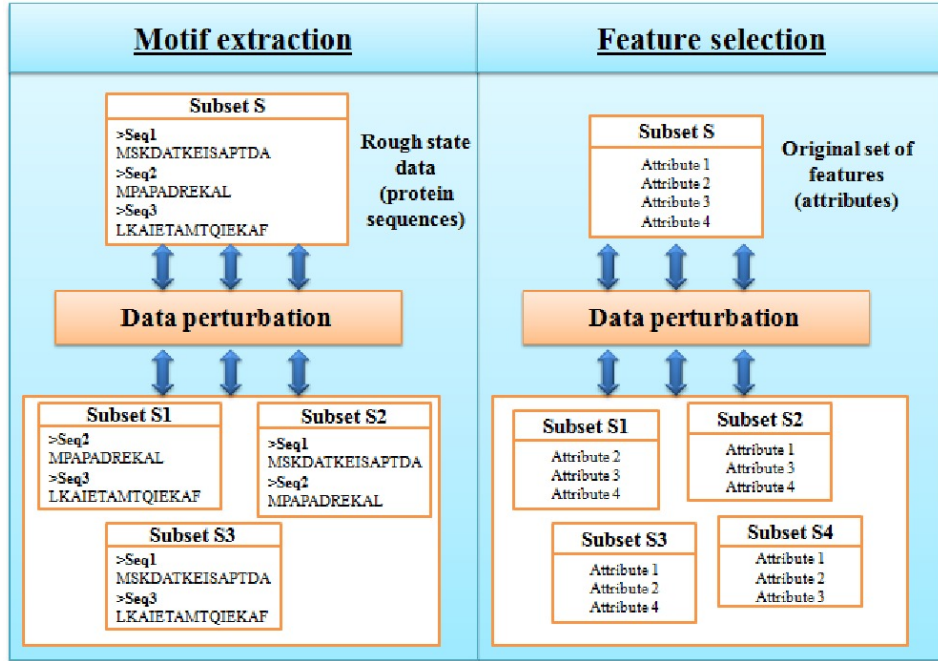 Motif extraction
Subset S
>Seq1
MSKDATKEISAPTDA
>Seq2
MPAPADREKAL
>Seq3
LKAIETAMTQIEKAF
Rough state
data
(protein
sequences)
Data perturbation
Subset S1
>Seq2
MPAPADREKAL
>Seq3
LKAIETAMTQIEKAF
Subset S2
>Seq1
MSKDATKEISAPTDA
>Seq2
MPAPADREKAL
Subset S3
>Seq1
MSKDATKEISAPTDA
>Seq3
LKAIETAMTQIEKAF
Feature selection
Subset S
Attribute 1
Attribute 2
Attribute 3
Attribute 4
Original set of
features
(attributes)
Data perturbation
Subset S1
Attribute 2
Attribute 3
Attribute 4
Subset S2
Attribute 1
Attribute 3
Attribute 4
Subset S3
Attribute 1
Attribute 2
Attribute 4
Subset S4
Attribute 1
Attribute 2
Attribute 3